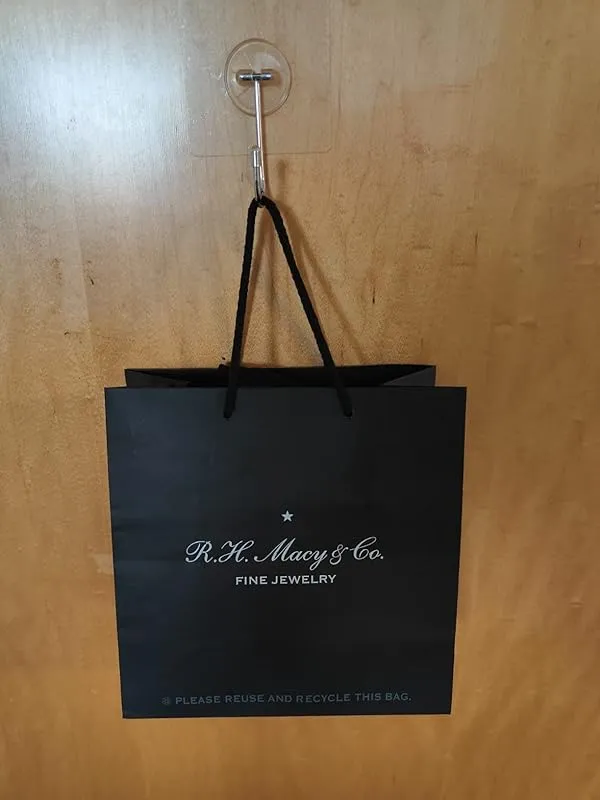 R.H. Macy & Co.
FINE JEWELRY
PLEASE REUSE AND RECYCLE THIS BAG.